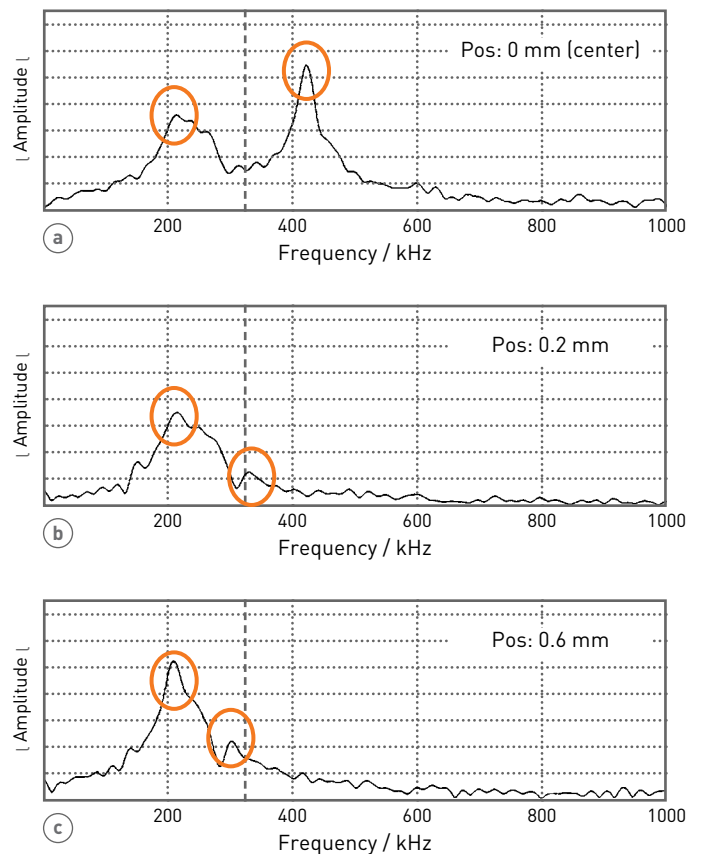 Pos: 0 mm (center)
Amplitude
200 400 600 800 1000
a
Frequency / kHz
Pos: 0.2 mm
Amplitude
200 400 600 800 1000
b
Frequency / kHz
Pos: 0.6 mm
Amplitude
200 400 600 800 1000
c
Frequency / kHz